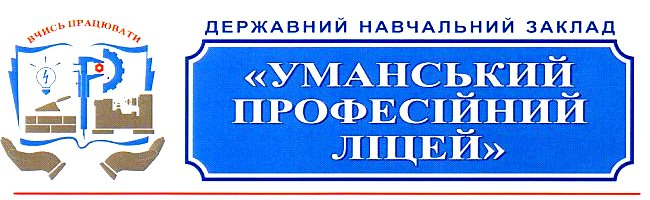 ВЧИСЬ ПРАЦЮВАТИ
ДЕРЖАВНИЙ НАВЧАЛЬНИЙ ЗАКЛАД
«УМАНСЬКИЙ
ПРОФЕСІЙНИЙ
ЛІЦЕЙ»